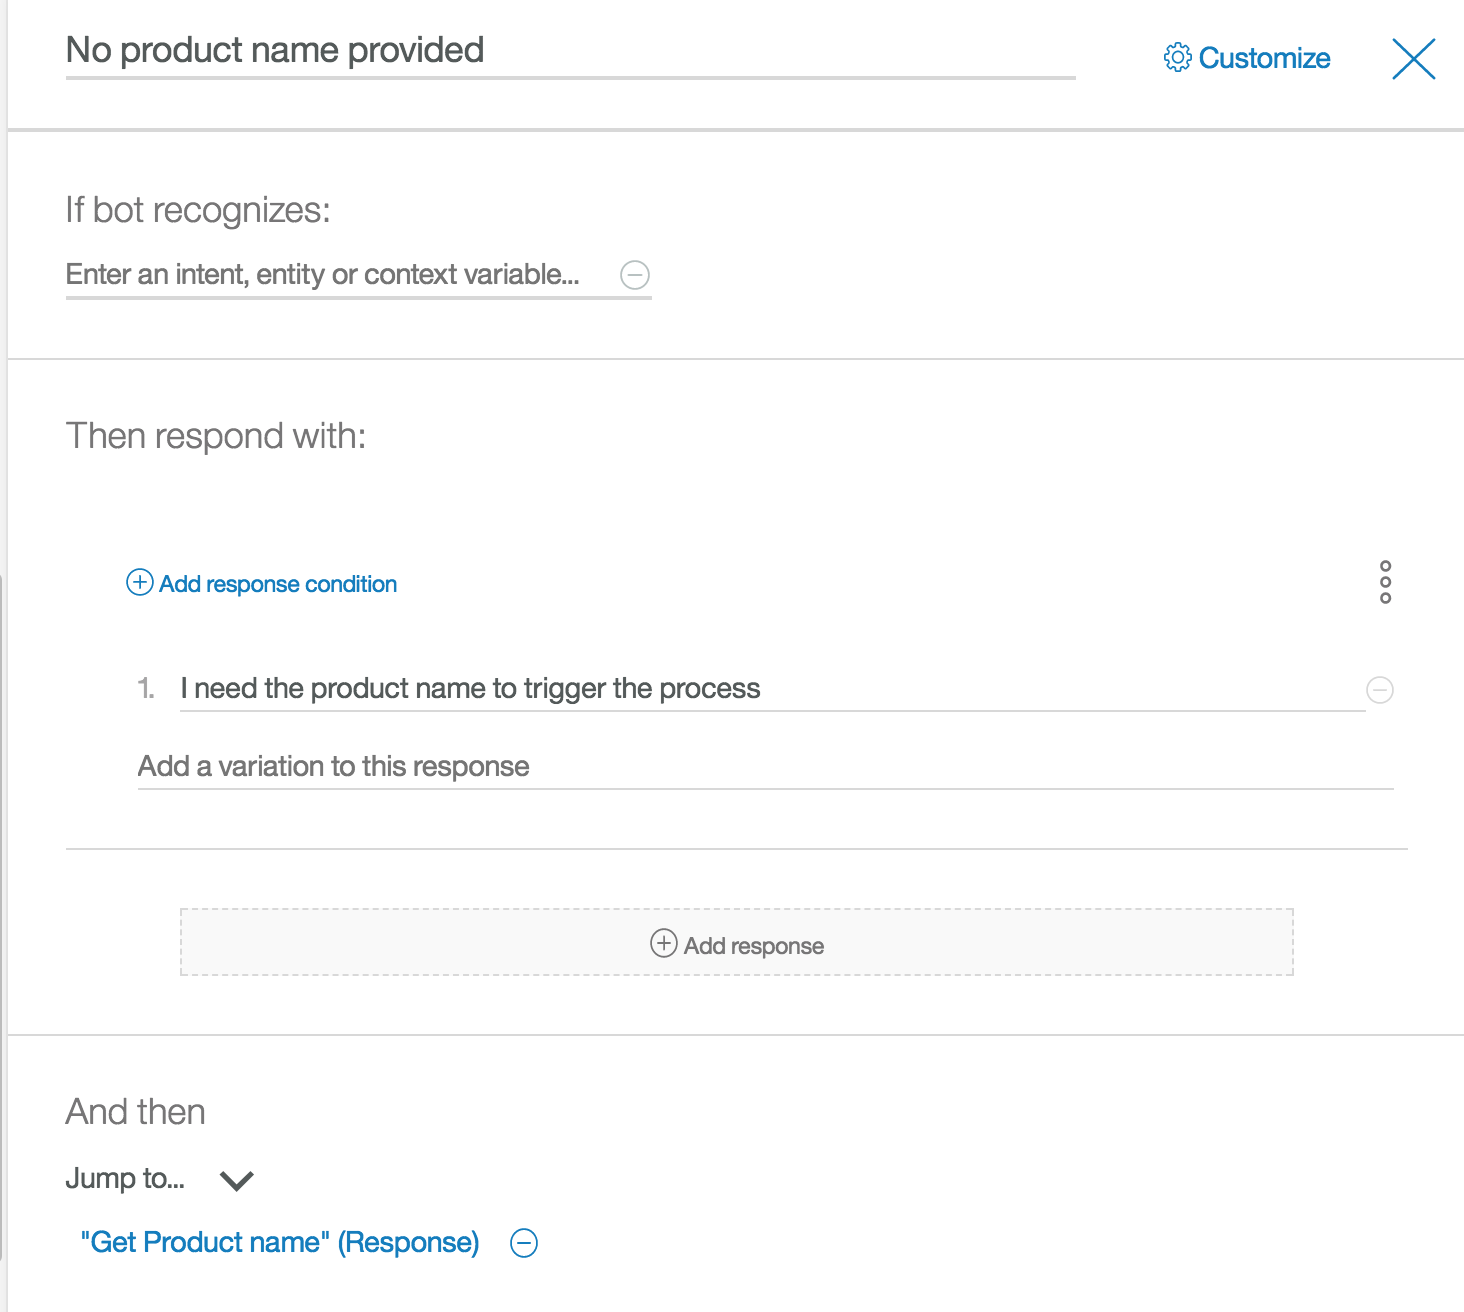 No product name provided
Customize
If bot recognizes:
Enter an intent, entity or context variable...
Then respond with:
Add response condition
1. I need the product name to trigger the process
Add a variation to this response
Add response
And then
Jump to...
"Get Product name" (Response)